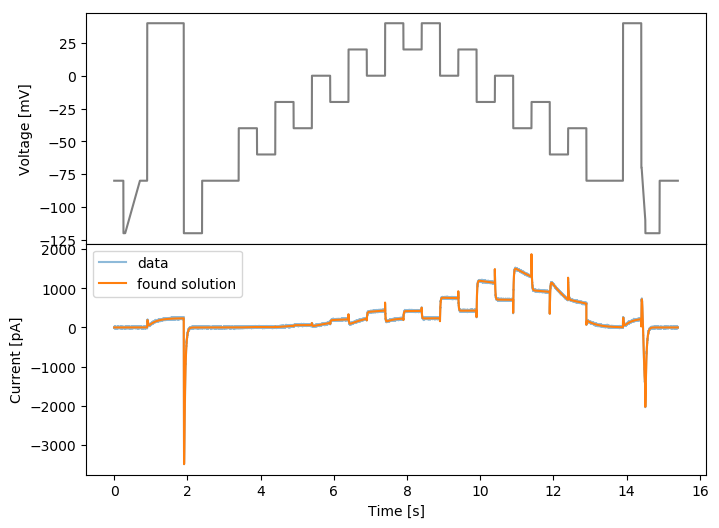 25
0
−25
−50
−75
−100
−125
Voltage [mV]
2000
1000
0
−1000
−2000
−3000
Current [pA]
data
found solution
0 2 4 6 8 10 12 14 16
Time [s]